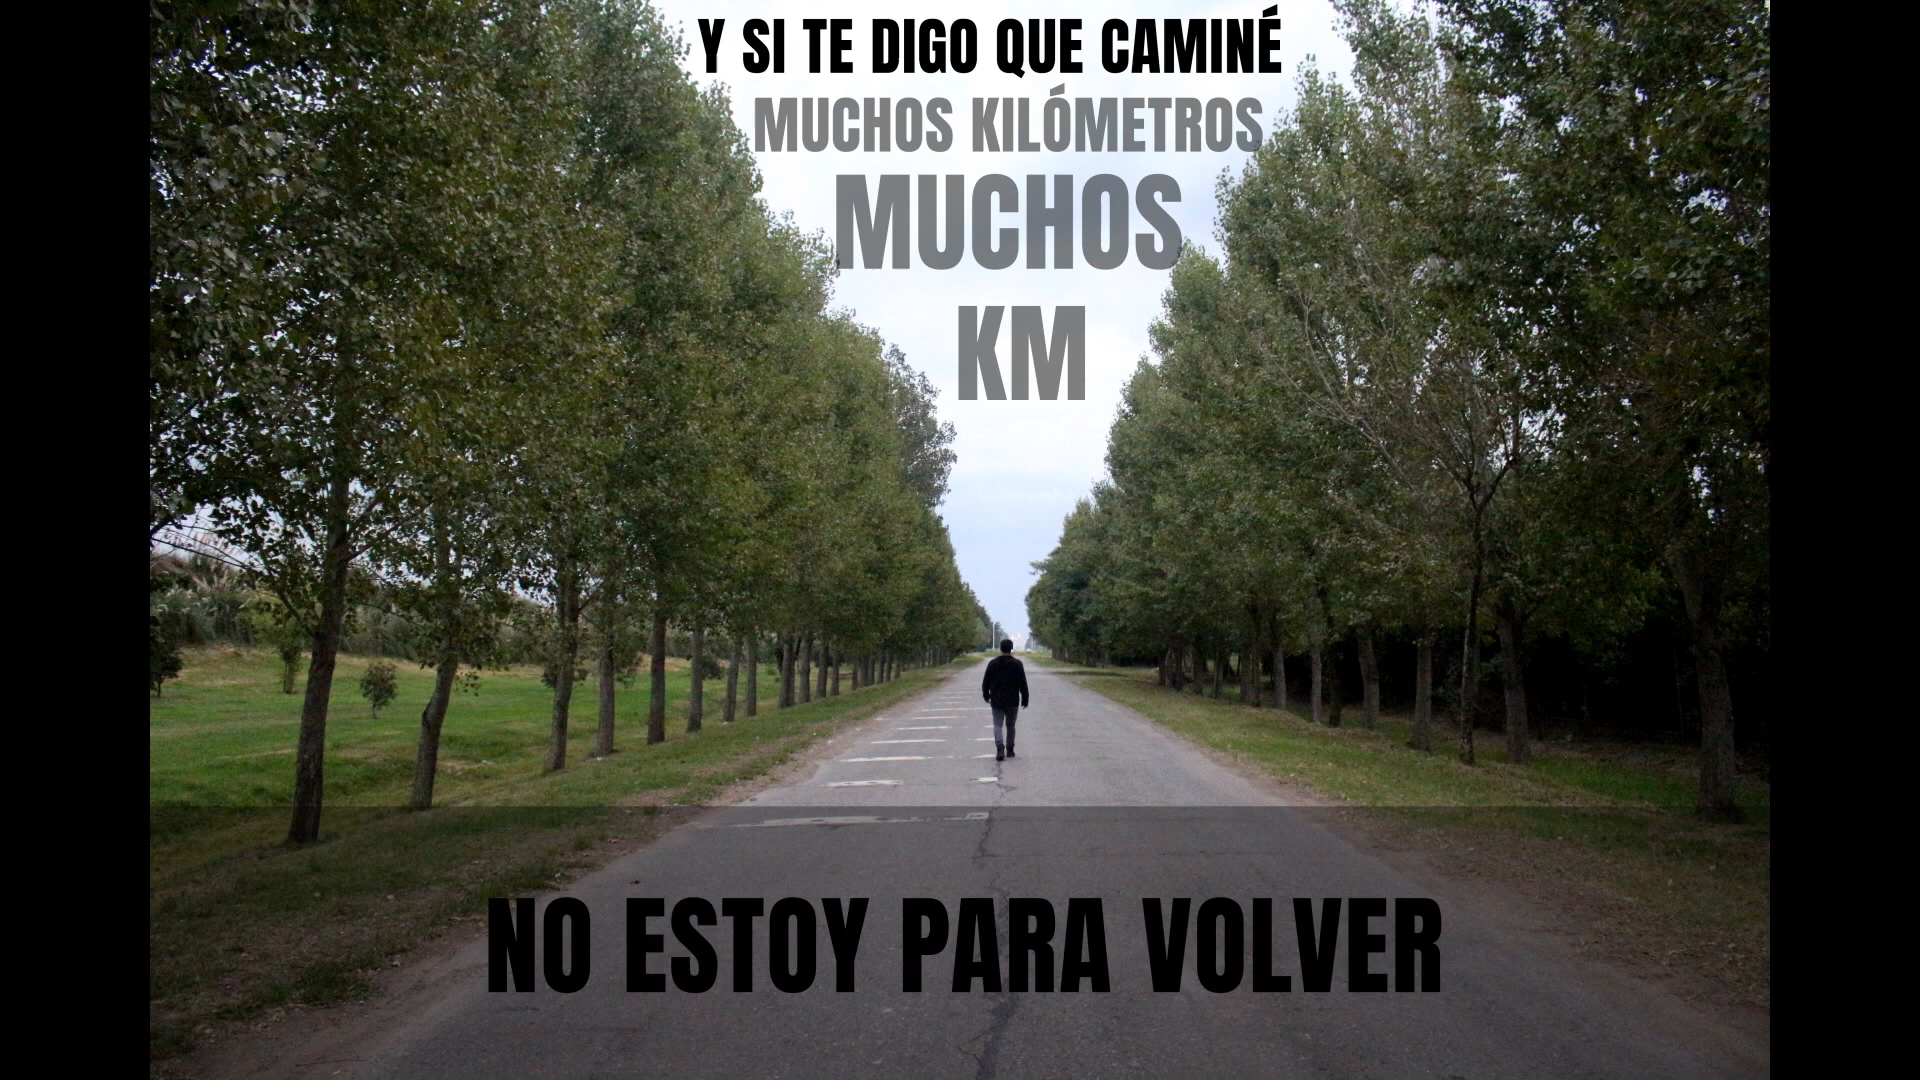 Y SI TE DIGO QUE CAMINÉ
MUCHOS KILÓMETROS
MUCHOS
KM
NO ESTOY PARA VOLVER